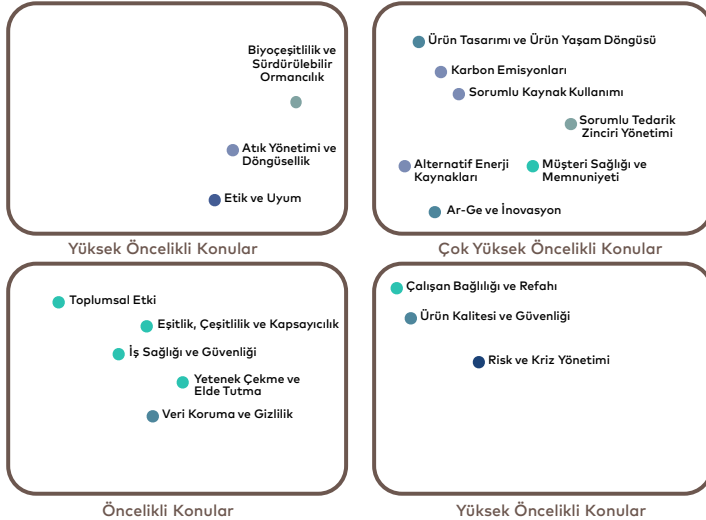 Biyoçeşitlilik ve
Sürdürülebilir
Ormancılık
Atık Yönetimi ve
Döngüsellik
Etik ve Uyum
Yüksek Öncelikli Konular
Ürün Tasarımı ve Ürün Yaşam Döngüsü
Karbon Emisyonları
Sorumlu Kaynak Kullanımı
Sorumlu Tedarik
Zinciri Yönetimi
Alternatif Enerji
Kaynakları
Müşteri Sağlığı ve
Memnuniyeti
Ar-Ge ve İnovasyon
Çok Yüksek Öncelikli Konular
Toplumsal Etki
Eşitlik, Çeşitlilik ve Kapsayıcılık
İş Sağlığı ve Güvenliği
Yetenek Çekme ve
Elde Tutma
Veri Koruma ve Gizlilik
Öncelikli Konular
Çalışan Bağlılığı ve Refahı
Ürün Kalitesi ve Güvenliği
Risk ve Kriz Yönetimi
Yüksek Öncelikli Konular